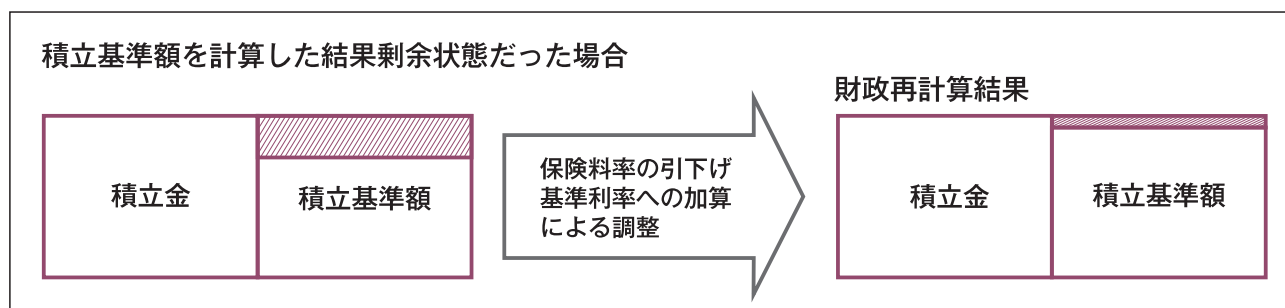 積立基準額を計算した結果剰余状態だった場合
積立金
積立基準額
保険料率の引下げ
基準利率への加算
による調整
財政再計算結果
積立金
積立基準額